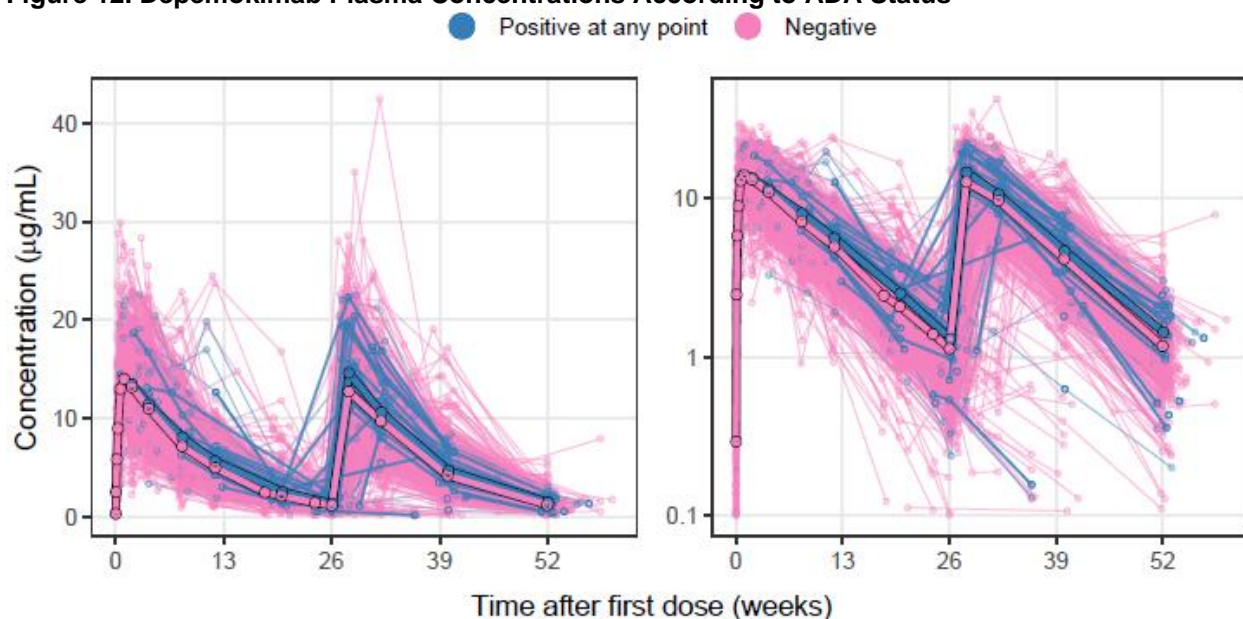 Figure 12. Depemokimab Plasma Concentrations According to ADA Status
Positive at any point Negative
Concentration (μg/mL)
40
30
20
10
0
10
1
0.1
0 13 26 39 52
0 13 26 39 52
Time after first dose (weeks)